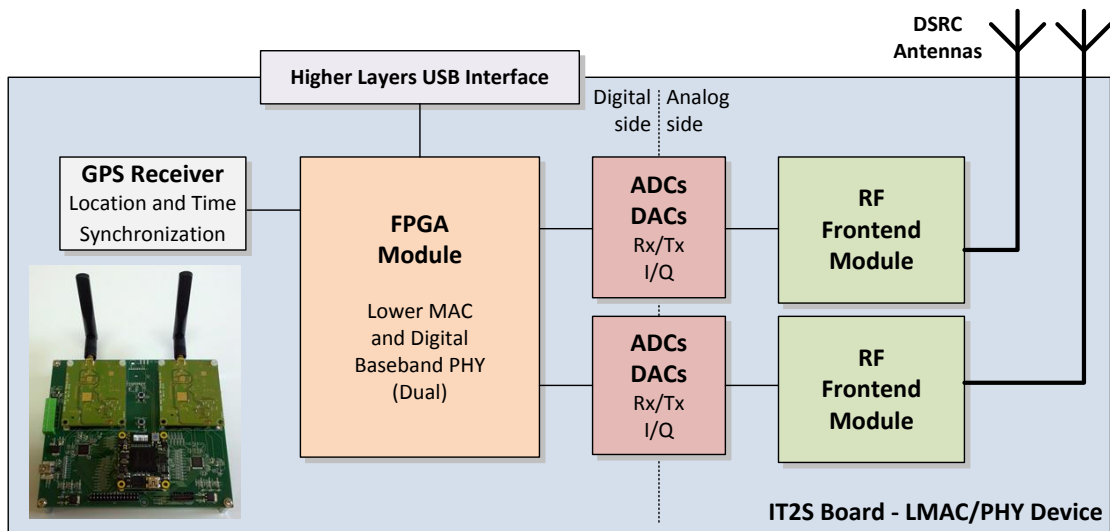 DSRC
Antennas
Higher Layers USB Interface
Digital
side
Analog
side
GPS Receiver
Location and Time
Synchronization
FPGA
Module
Lower MAC
and Digital
Baseband PHY
(Dual)
ADCs
DACs
Rx/Tx
I/Q
RF
Frontend
Module
ADCs
DACs
Rx/Tx
I/Q
RF
Frontend
Module
IT2S Board - LMAC/PHY Device